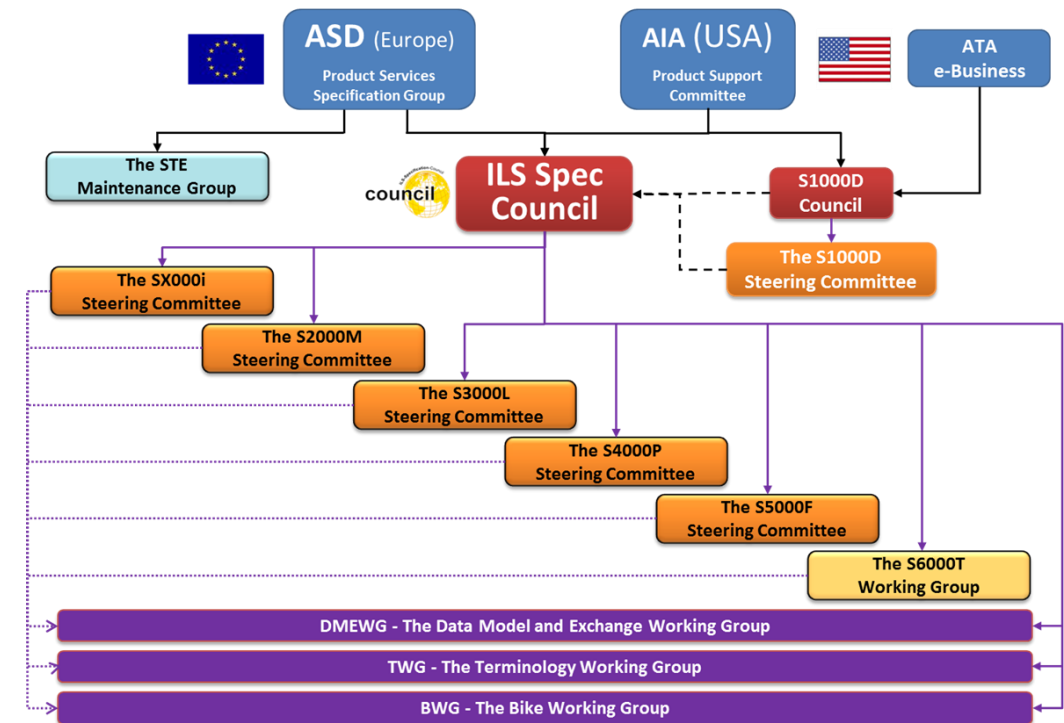 ASD (Europe)
Product Services
Specification Group
AIA (USA)
Product Support
Committee
ATA
e-Business
The STE
Maintenance Group
council
ILS Spec
Council
S1000D
Council
The S1000D
Steering Committee
The SX000i
Steering Committee
The S2000M
Steering Committee
The S3000L
Steering Committee
The S4000P
Steering Committee
The S5000F
Steering Committee
The S6000T
Working Group
DMEWG - The Data Model and Exchange Working Group
TWG - The Terminology Working Group
BWG - The Bike Working Group